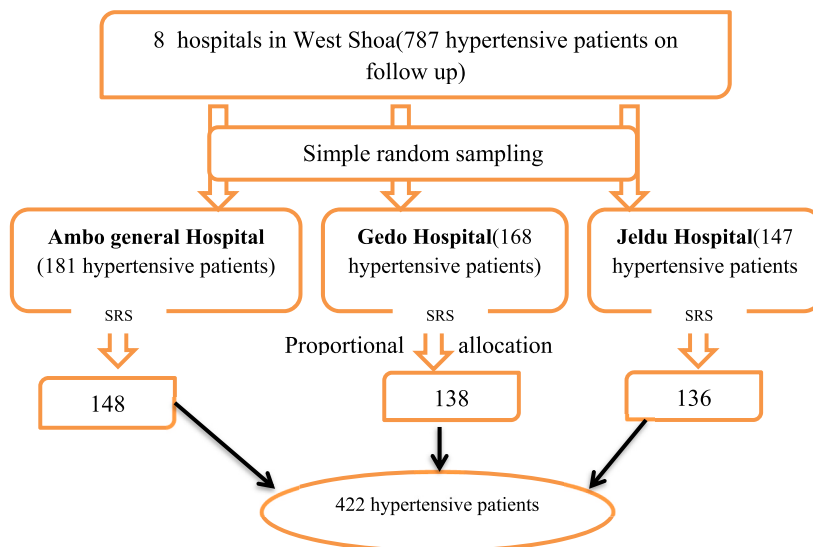 8 hospitals in West Shoa(787 hypertensive patients on
follow up)
Simple random sampling
Ambo general Hospital
(181 hypertensive patients)
Gedo Hospital(168
hypertensive patients)
Jeldu Hospital(147
hypertensive patients
SRS
SRS
SRS
Proportional allocation
148
138
136
422 hypertensive patients